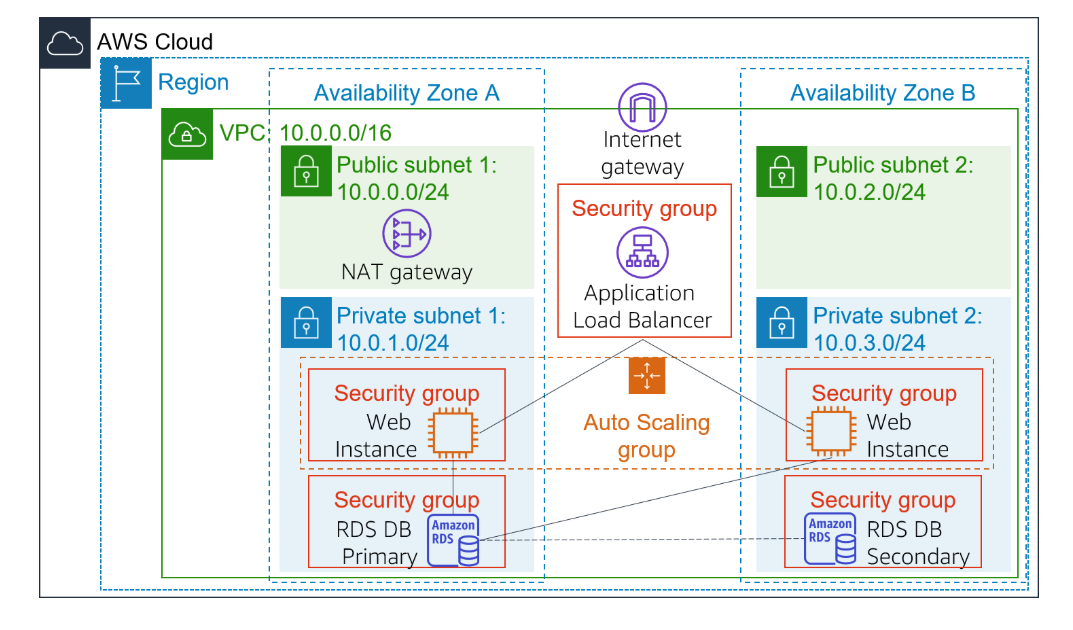 AWS Cloud
Region
Availability Zone A
Availability Zone B
VPC: 10.0.0.0/16
Internet
gateway
Public subnet 1:
10.0.0.0/24
NAT gateway
Public subnet 2:
10.0.2.0/24
Security group
Application
Load Balancer
Private subnet 1:
10.0.1.0/24
Private subnet 2:
10.0.3.0/24
Security group
Web
Instance
Auto Scaling
group
Security group
Web
Instance
Security group
RDS DB
Primary
Amazon
RDS
Security group
Amazon
RDS
RDS DB
Secondary